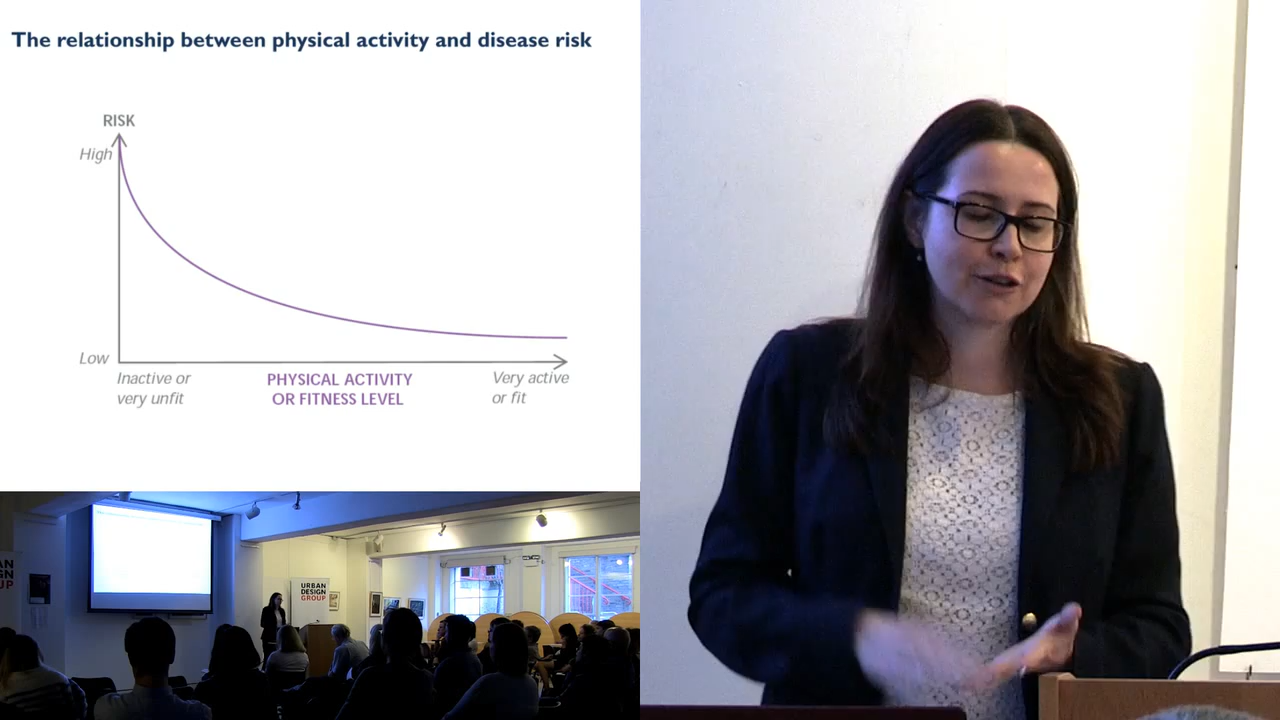 The relationship between physical activity and disease risk
RISK
High
Low
Inactive or
very unfit
PHYSICAL ACTIVITY
OR FITNESS LEVEL
Very active
or fit
URBAN
DESIGN
GROUP